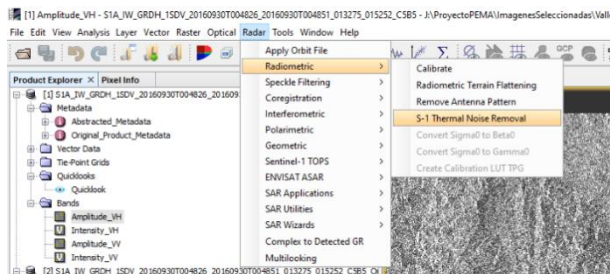 [1] Amplitude_VH - S1A_IW_GRDH_1SDV_20160930T004826_20160930T004851_013275_015252_C5B5 - J:\ProyectoPEMA\ImagenesSeleccionadas\Vall
File Edit View Analysis Layer Vector Raster Optical Radar Tools Window Help
Product Explorer × Pixel Info
[1] S1A_IW_GRDH_1SDV_20160930T004826_20160930
Metadata
Abstracted_Metadata
Original_Product_Metadata
Vector Data
Tie-Point Grids
Quicklooks
Quicklook
Bands
Amplitude_VH
Intensity_VH
Amplitude_VV
Intensity_VV
[2] S1A_IW_GRDH_1SDV_20160930T004826_20160930T004851_013275_015252_C5B5
Apply Orbit File
Radiometric
Speckle Filtering
Coregistration
Interferometric
Polarimetric
Geometric
Sentinel-1 TOPS
ENVISAT ASAR
SAR Applications
SAR Utilities
SAR Wizards
Complex to Detected GR
Multilooking
Calibrate
Radiometric Terrain Flattening
Remove Antenna Pattern
S-1 Thermal Noise Removal
Convert Sigma0 to Beta0
Convert Sigma0 to Gamma0
Create Calibration LUT TPG
GCP